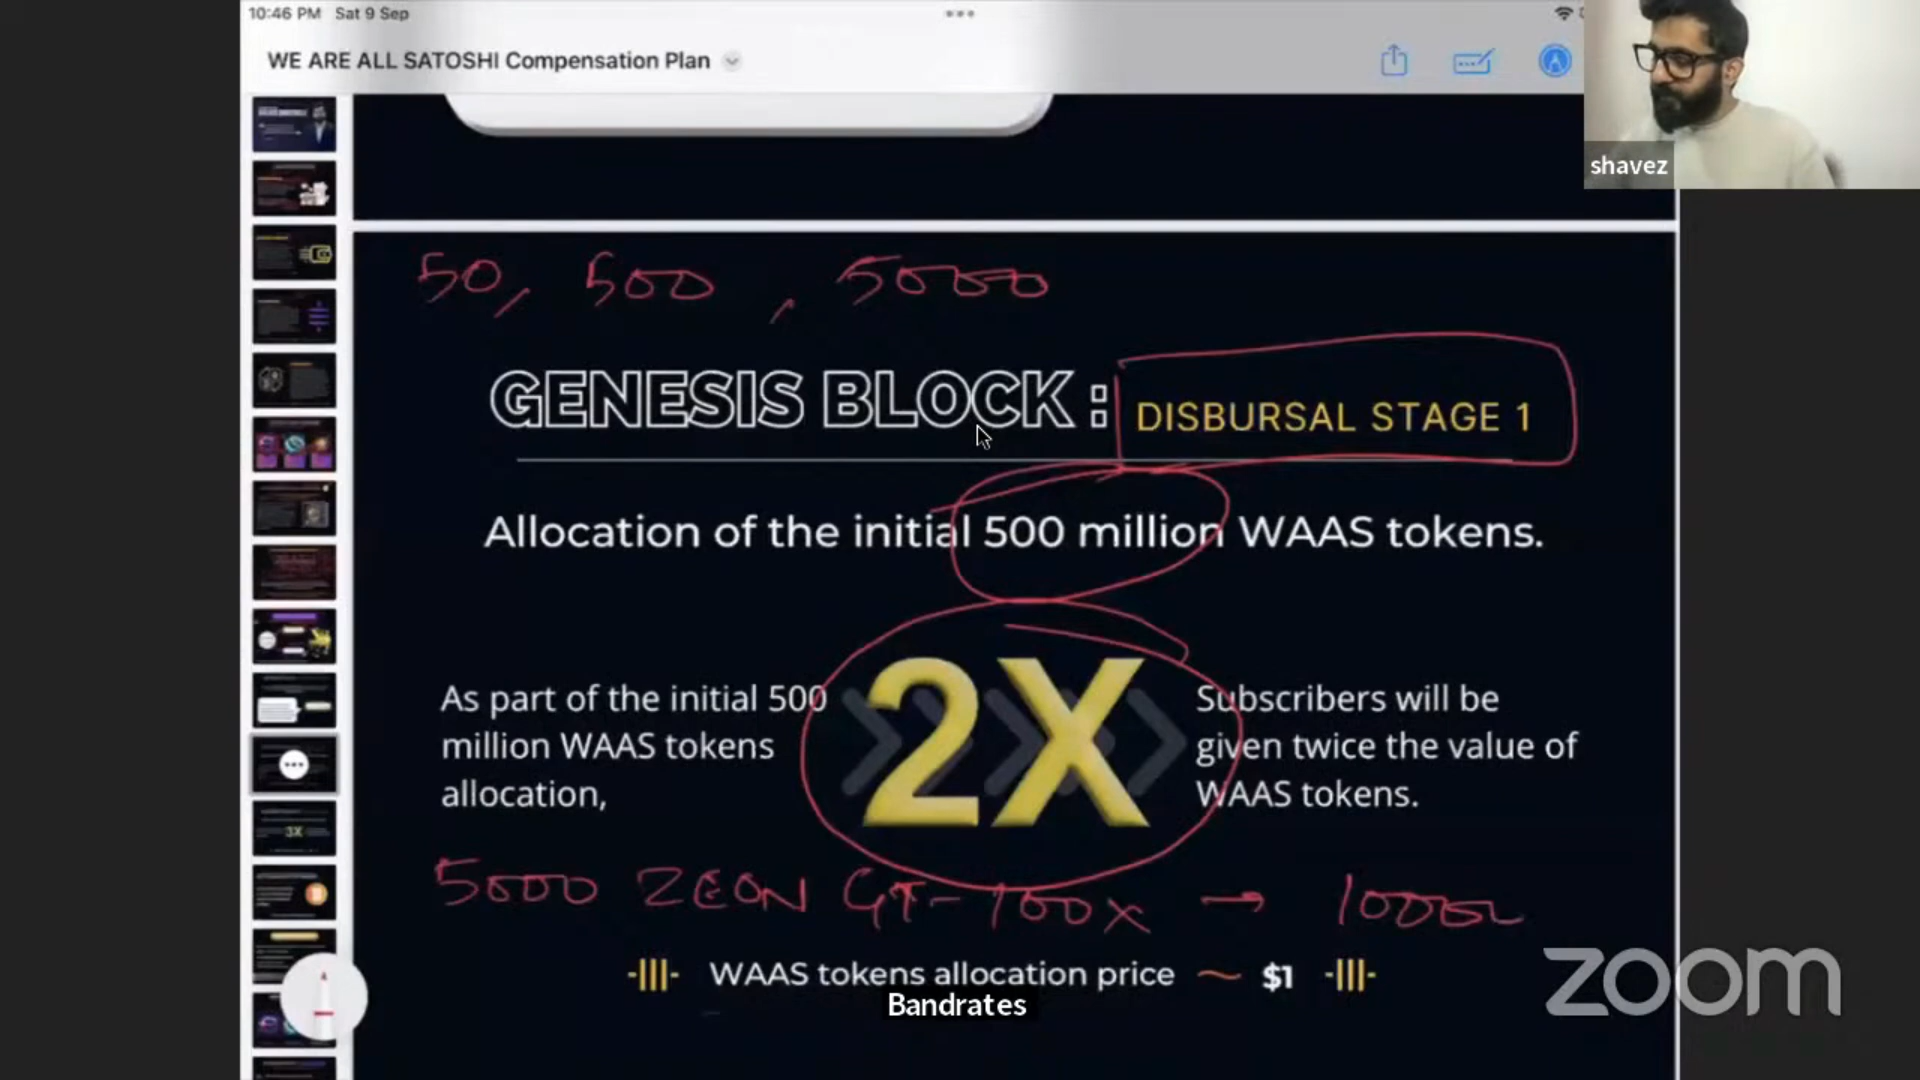 10:46 PM Sat 9 Sep
WE ARE ALL SATOSHI Compensation Plan
shavez
50, 500, 5000
GENESIS BLOCK : DISBURSAL STAGE 1
Allocation of the initial 500 million WAAS tokens.
As part of the initial 500
million WAAS tokens
allocation,
2X
Subscribers will be
given twice the value of
WAAS tokens.
5000 ZEON GT- 100X → 10000
WAAS tokens allocation price ~ $1
Bandrates
zoom